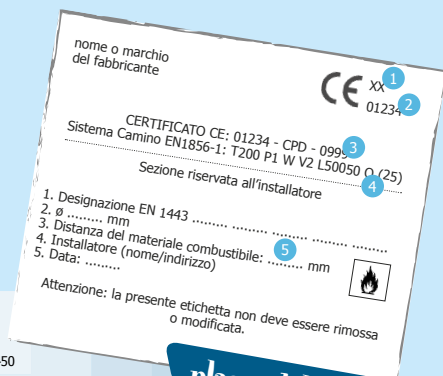 nome o marchio
del fabbricante
CE XX 1
01234 2
CERTIFICATO CE: 01234 - CPD - 0999 3
Sistema Camino EN1856-1: T200 P1 W V2 L50050 O (25)
4
Sezione riservata all'installatore
1. Designazione EN 1443 ......... ......... ......... ......... .........
2. ø ......... mm
3. Distanza del materiale combustibile: ......... mm 5
4. Installatore (nome/indirizzo)
5. Data: .........
Attenzione: la presente etichetta non deve essere rimossa
o modificata.